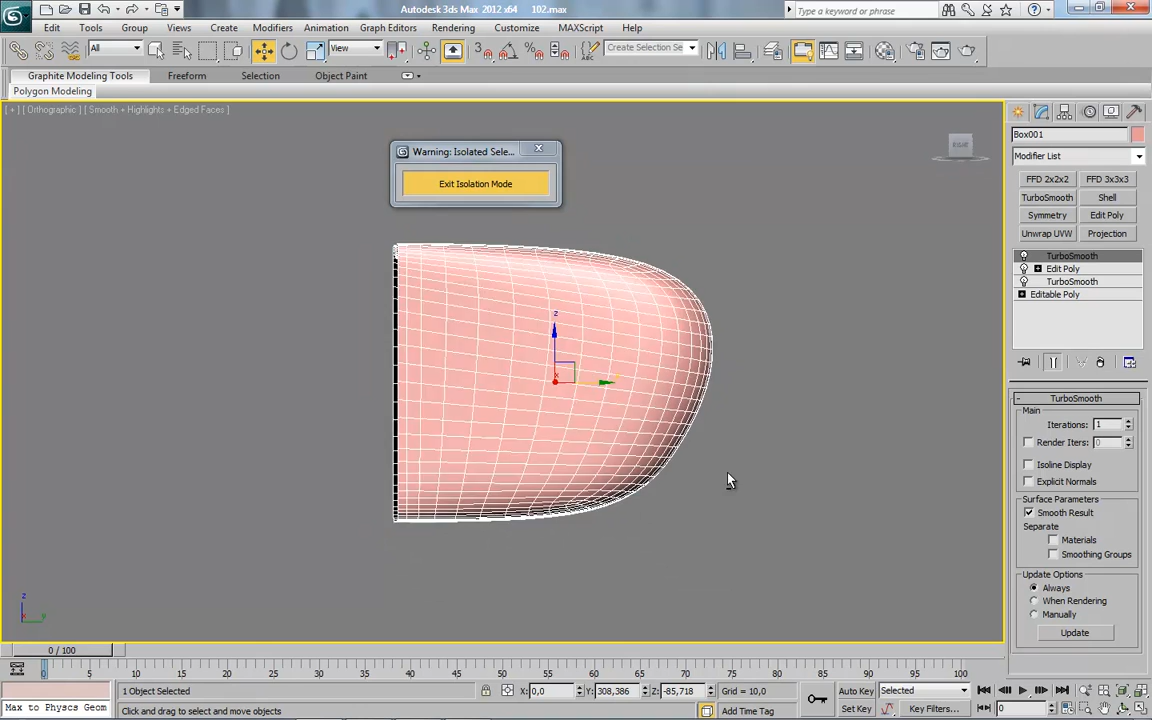 Autodesk 3ds Max 2012 x64 102.max
Type a keyword or phrase
Edit Tools Group Views Create Modifiers Animation Graph Editors Rendering Customize MAXScript Help
All View 3 Create Selection Se
Graphite Modeling Tools Freeform Selection Object Paint
Polygon Modeling
[ + ] [ Orthographic ] [ Smooth + Highlights + Edged Faces ]
Warning: Isolated Sele...
Exit Isolation Mode
RIGHT
z
x
z
y
Box001
Modifier List
FFD 2x2x2 FFD 3x3x3
TurboSmooth Shell
Symmetry Edit Poly
Unwrap UVW Projection
TurboSmooth
Edit Poly
TurboSmooth
Editable Poly
- TurboSmooth
Main
Iterations: 1
Render Iters: 0
Isoline Display
Explicit Normals
Surface Parameters
Smooth Result
Separate
Materials
Smoothing Groups
Update Options
Always
When Rendering
Manually
Update
0 / 100
0 5 10 15 20 25 30 35 40 45 50 55 60 65 70 75 80 85 90 95 100
1 Object Selected X: 0,0 Y: 308,386 Z: -85,718 Grid = 10,0 Auto Key Selected
Max to Physcs Geom Click and drag to select and move objects Add Time Tag Set Key Key Filters... 0